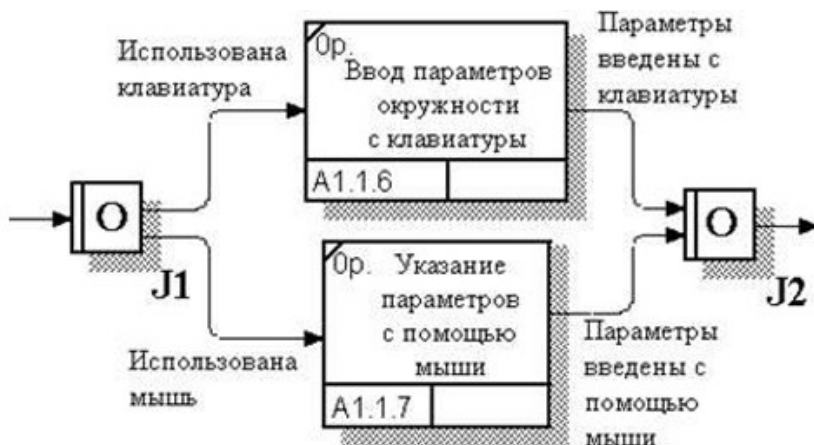 Использована
клавиатура
0р.
Ввод параметров
окружности
с клавиатуры
A1.1.6
Параметры
введены с
клавиатуры
O
J1
O
J2
0р.
Указание
параметров
с помощью
мыши
A1.1.7
Использована
мышь
Параметры
введены с
помощью
мыши